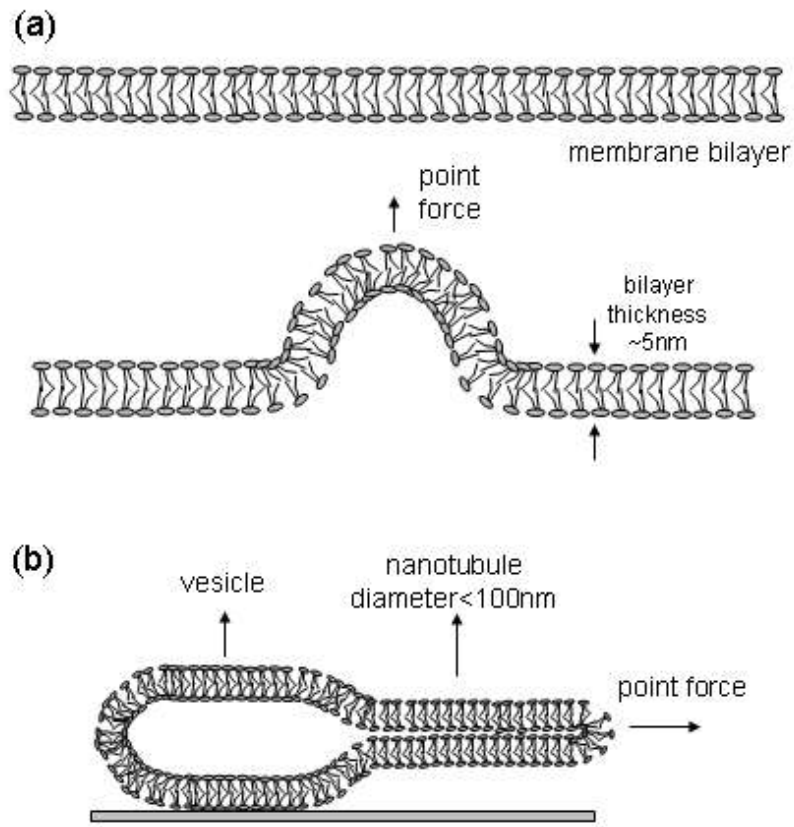 (a)
membrane bilayer
point
force
bilayer
thickness
~5nm
(b)
vesicle
nanotubule
diameter<100nm
point force